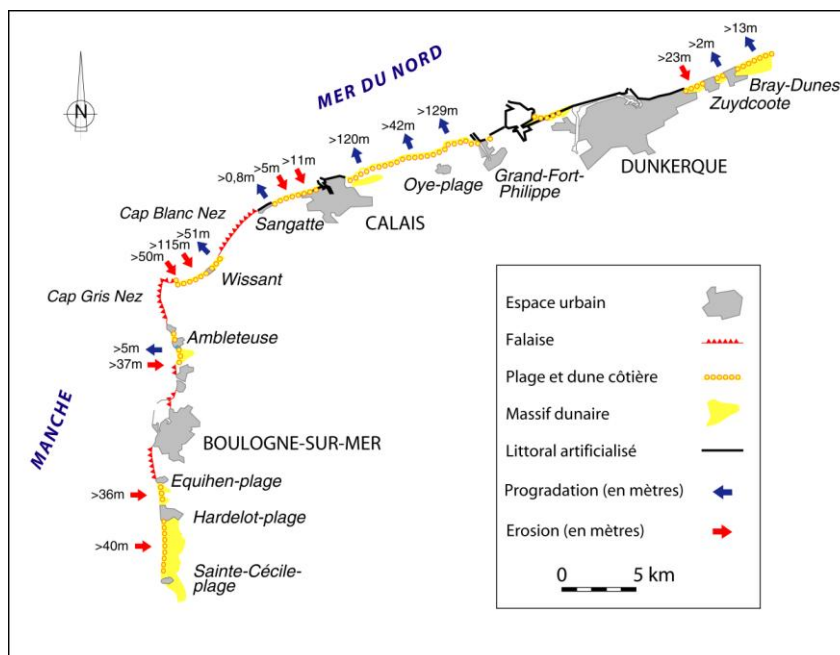 N
MER DU NORD
>13m
>2m
>23m
Bray-Dunes
Zuydcoote
>129m
>42m
>120m
DUNKERQUE
>11m
>5m
>0,8m
Oye-plage
Grand-Fort-
Philippe
Cap Blanc Nez
Sangatte
CALAIS
>51m
>115m
>50m
Wissant
Cap Gris Nez
Ambleteuse
>5m
>37m
MANCHE
BOULOGNE-SUR-MER
Equihen-plage
>36m
Hardelot-plage
>40m
Sainte-Cécile-
plage
Espace urbain
Falaise
Plage et dune côtière
Massif dunaire
Littoral artificialisé
Progradation (en mètres)
Erosion (en mètres)
0 5 km